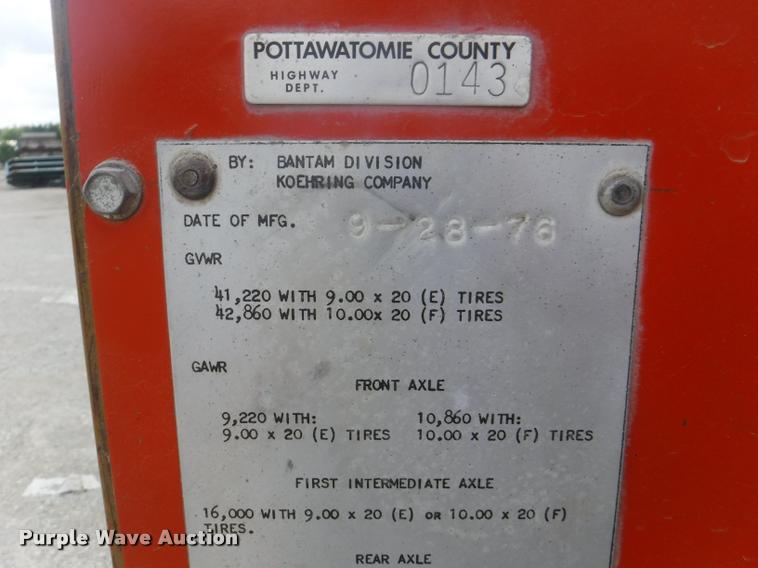 POTTAWATOMIE COUNTY
HIGHWAY DEPT. 0143
BY: BANTAM DIVISION
KOEHRING COMPANY
DATE OF MFG. 9-28-76
GVWR
41,220 WITH 9.00 x 20 (E) TIRES
42,860 WITH 10.00x 20 (F) TIRES
GAWR
FRONT AXLE
9,220 WITH: 10,860 WITH:
9.00 x 20 (E) TIRES 10.00 x 20 (F) TIRES
FIRST INTERMEDIATE AXLE
16,000 WITH 9.00 x 20 (E) OR 10.00 x 20 (F)
TIRES.
REAR AXLE
Purple Wave Auction